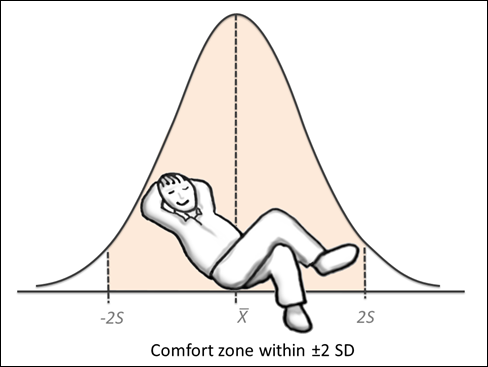 -2S X̅ 2S
Comfort zone within ±2 SD